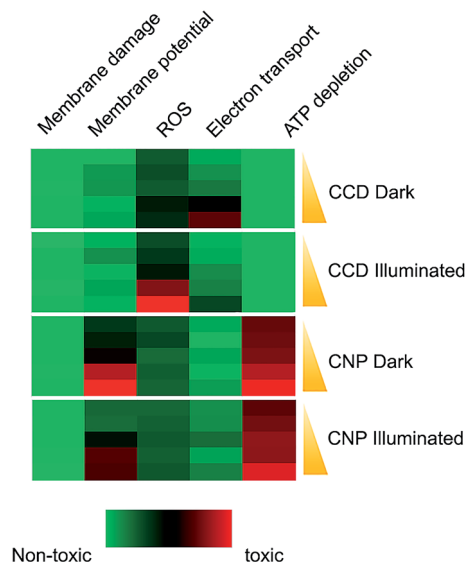 Membrane damage
Membrane potential
ROS
Electron transport
ATP depletion
CCD Dark
CCD Illuminated
CNP Dark
CNP Illuminated
Non-toxic toxic